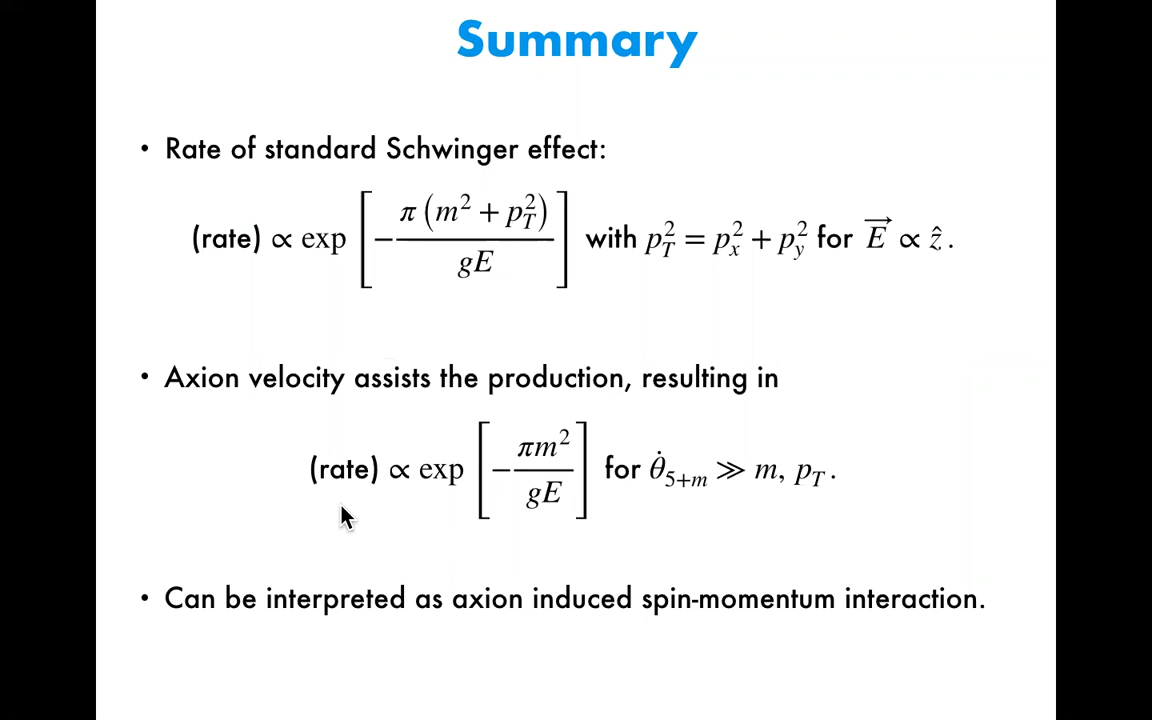 Summary
• Rate of standard Schwinger effect:
(rate) ∝ exp [ −π (m² + p_T²) / gE ] with p_T² = p_x² + p_y² for E⃗ ∝ ẑ .
• Axion velocity assists the production, resulting in
(rate) ∝ exp [ −πm² / gE ] for θ̇₅₊ₘ ≫ m, p_T .
• Can be interpreted as axion induced spin-momentum interaction.